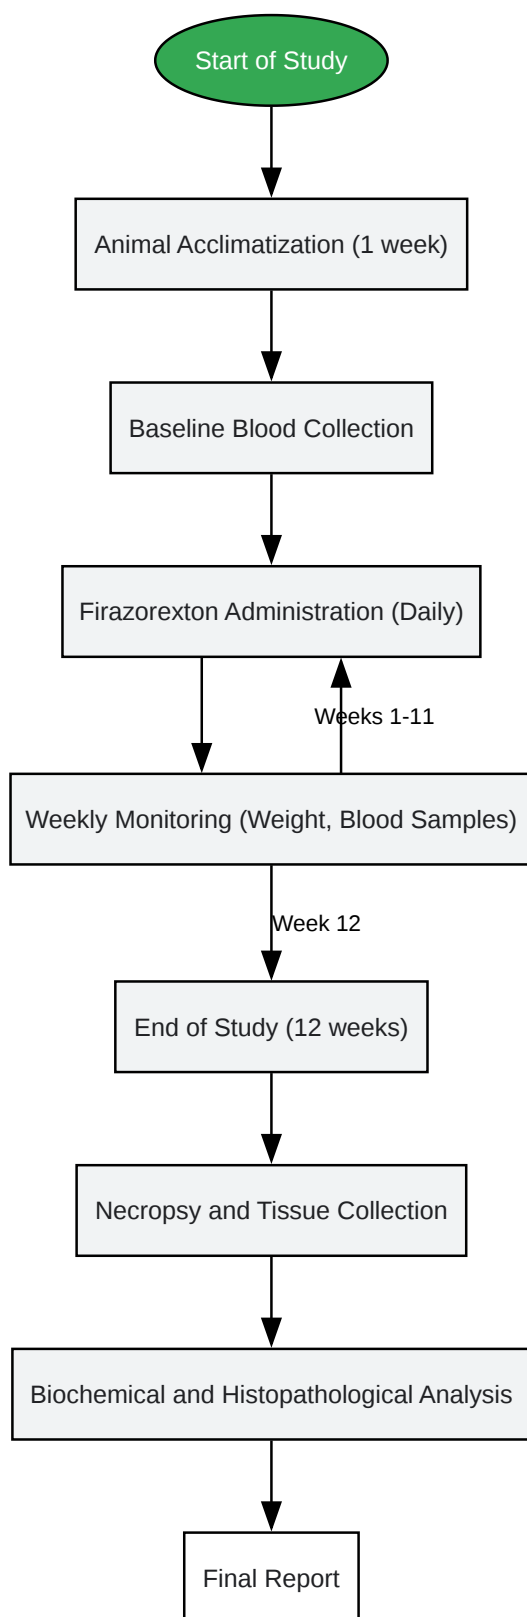 Start of Study
Animal Acclimatization (1 week)
Baseline Blood Collection
Firazorexton Administration (Daily)
Weeks 1-11
Weekly Monitoring (Weight, Blood Samples)
Week 12
End of Study (12 weeks)
Necropsy and Tissue Collection
Biochemical and Histopathological Analysis
Final Report